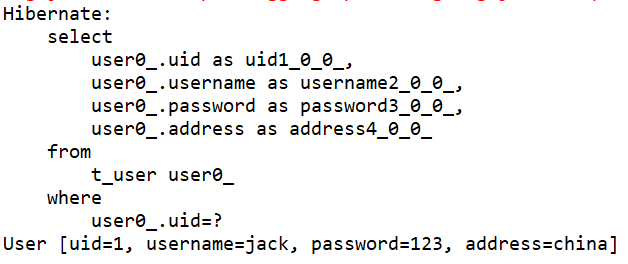 Hibernate:
    select
        user0_.uid as uid1_0_0_,
        user0_.username as username2_0_0_,
        user0_.password as password3_0_0_,
        user0_.address as address4_0_0_
    from
        t_user user0_
    where
        user0_.uid=?
User [uid=1, username=jack, password=123, address=china]